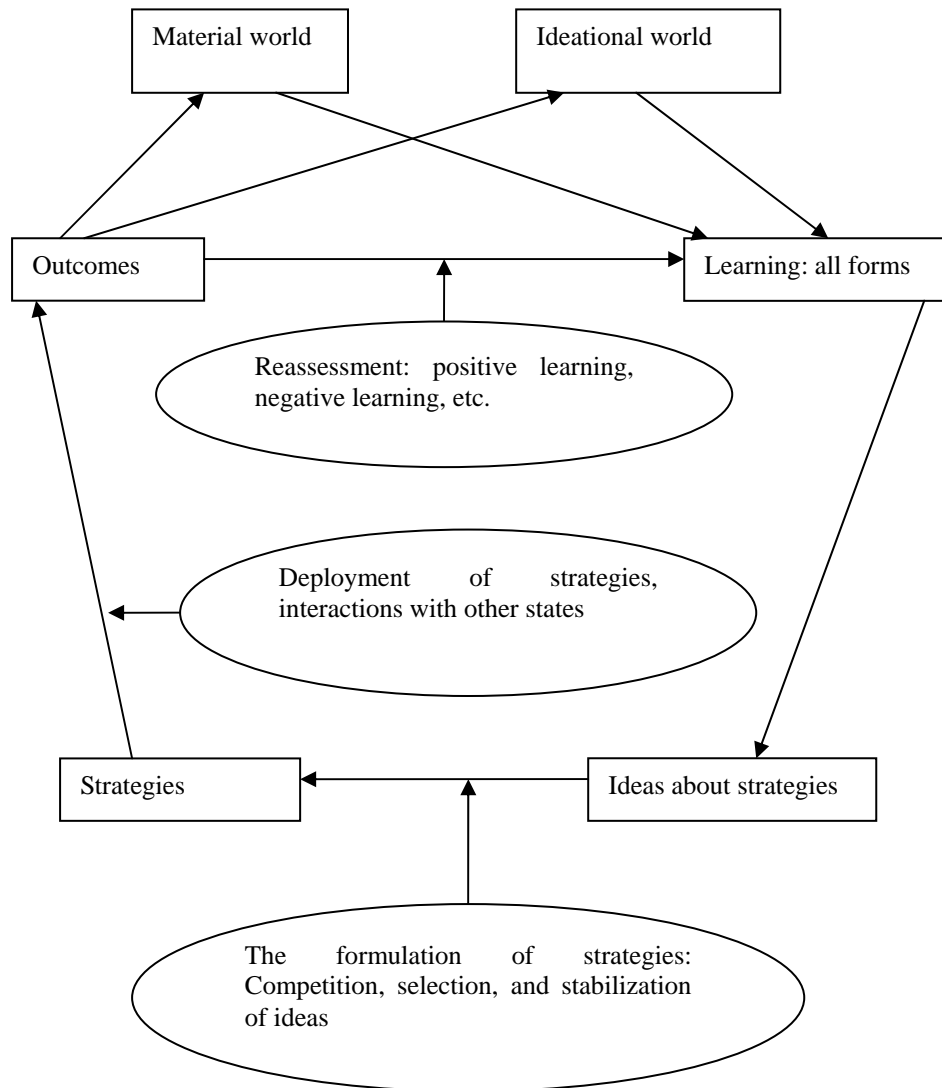 Material world
Ideational world
Outcomes
Learning: all forms
Reassessment: positive learning,
negative learning, etc.
Deployment of strategies,
interactions with other states
Strategies
Ideas about strategies
The formulation of strategies:
Competition, selection, and stabilization
of ideas